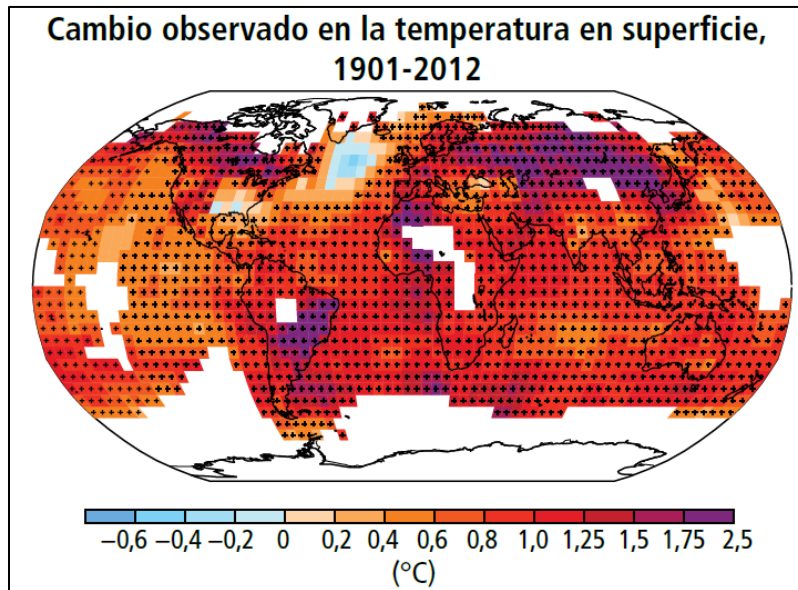 Cambio observado en la temperatura en superficie,
1901-2012
−0,6 −0,4 −0,2 0 0,2 0,4 0,6 0,8 1,0 1,25 1,5 1,75 2,5
(°C)